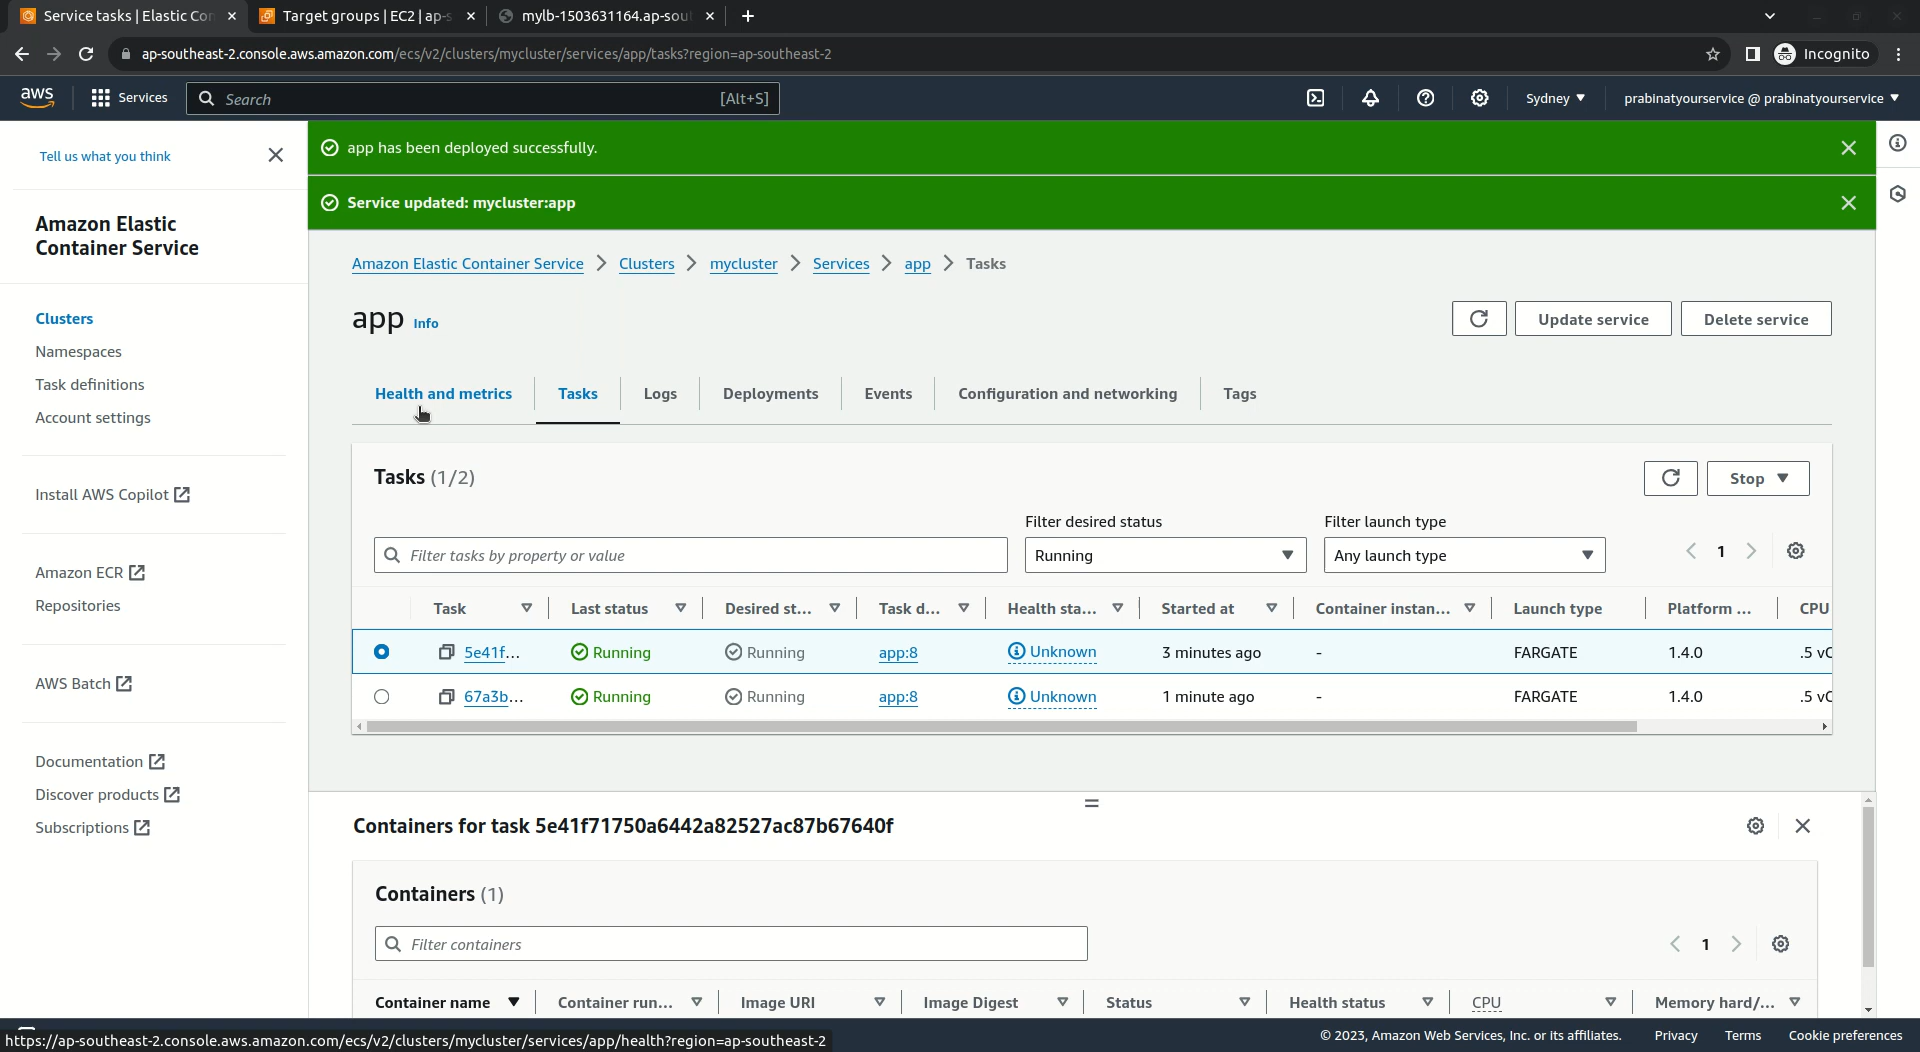 Service tasks | Elastic Con
Target groups | EC2 | ap-s
mylb-1503631164.ap-sou
ap-southeast-2.console.aws.amazon.com/ecs/v2/clusters/mycluster/services/app/tasks?region=ap-southeast-2
Incognito
aws
Services
Search
[Alt+S]
Sydney
prabinatyourservice @ prabinatyourservice
Tell us what you think
Amazon Elastic
Container Service
Clusters
Namespaces
Task definitions
Account settings
Install AWS Copilot
Amazon ECR
Repositories
AWS Batch
Documentation
Discover products
Subscriptions
app has been deployed successfully.
Service updated: mycluster:app
Amazon Elastic Container Service > Clusters > mycluster > Services > app > Tasks
app Info
Update service
Delete service
Health and metrics
Tasks
Logs
Deployments
Events
Configuration and networking
Tags
Tasks (1/2)
Stop
Filter desired status
Filter launch type
Filter tasks by property or value
Running
Any launch type
1
Task Last status Desired st... Task d... Health sta... Started at Container instan... Launch type Platform ... CPU
5e41f... Running Running app:8 Unknown 3 minutes ago - FARGATE 1.4.0 .5 vC
67a3b... Running Running app:8 Unknown 1 minute ago - FARGATE 1.4.0 .5 vC
Containers for task 5e41f71750a6442a82527ac87b67640f
Containers (1)
Filter containers
1
Container name Container run... Image URI Image Digest Status Health status CPU Memory hard/...
https://ap-southeast-2.console.aws.amazon.com/ecs/v2/clusters/mycluster/services/app/health?region=ap-southeast-2
© 2023, Amazon Web Services, Inc. or its affiliates.
Privacy
Terms
Cookie preferences